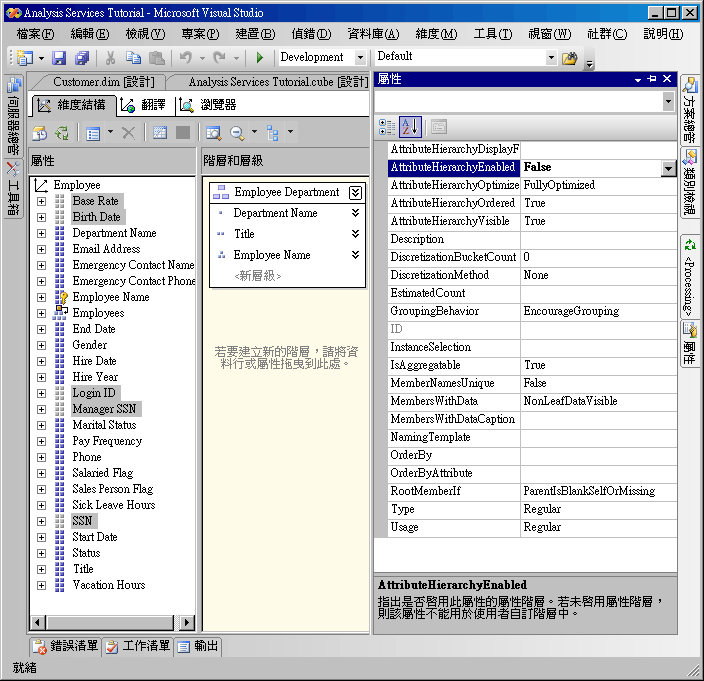 Analysis Services Tutorial - Microsoft Visual Studio
檔案(F) 編輯(E) 檢視(V) 專案(P) 建置(B) 偵錯(D) 資料庫(A) 維度(M) 工具(T) 視窗(W) 社群(C) 說明(H)
Development Default
Customer.dim [設計] Analysis Services Tutorial.cube [設計]
維度結構 翻譯 瀏覽器
伺服器總管
工具箱
屬性
Employee
Base Rate
Birth Date
Department Name
Email Address
Emergency Contact Name
Emergency Contact Phone
Employee Name
Employees
End Date
Gender
Hire Date
Hire Year
Login ID
Manager SSN
Marital Status
Pay Frequency
Phone
Salaried Flag
Sales Person Flag
Sick Leave Hours
SSN
Start Date
Status
Title
Vacation Hours
階層和層級
Employee Department
Department Name
Title
Employee Name
<新層級>
若要建立新的階層，請將資
料行或屬性拖曳到此處。
屬性
AttributeHierarchyDisplayF
AttributeHierarchyEnabled False
AttributeHierarchyOptimize FullyOptimized
AttributeHierarchyOrdered True
AttributeHierarchyVisible True
Description
DiscretizationBucketCount 0
DiscretizationMethod None
EstimatedCount
GroupingBehavior EncourageGrouping
ID
InstanceSelection
IsAggregatable True
MemberNamesUnique False
MembersWithData NonLeafDataVisible
MembersWithDataCaption
NamingTemplate
OrderBy
OrderByAttribute
RootMemberIf ParentIsBlankSelfOrMissing
Type Regular
Usage Regular
AttributeHierarchyEnabled
指出是否啓用此屬性的屬性階層。若未啓用屬性階層，
則該屬性不能用於使用者自訂階層中。
方案總管
類別檢視
<Processing>
屬性
錯誤清單 工作清單 輸出
就緒